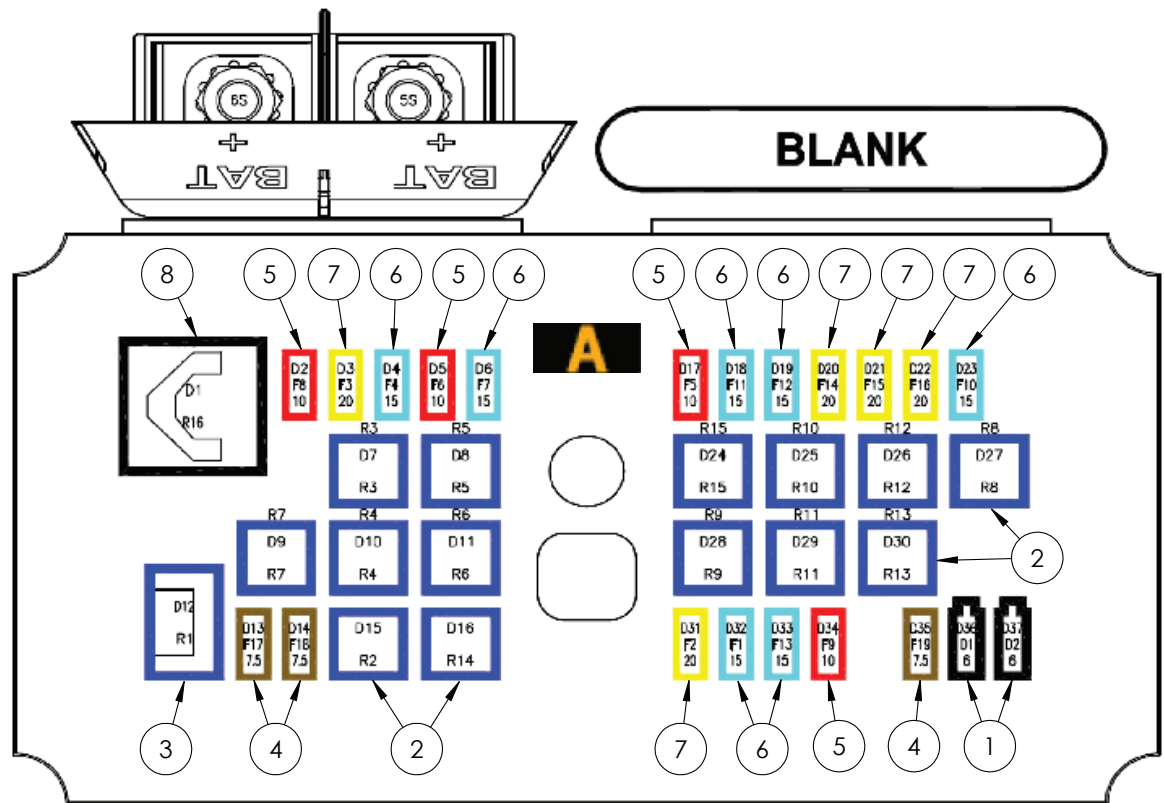 6S 5S
+ +
BAT BAT
BLANK
8 5 7 6 5 6 5 6 6 7 7 7 6
A
D2 D3 D4 D5 D6 D17 D18 D19 D20 D21 D22 D23
F8 F3 F4 F6 F7 F5 F11 F12 F14 F15 F16 F10
10 20 15 10 15 10 15 15 20 20 20 15
D1
R16
R3 R5 R15 R10 R12 R8
D7 D8 D24 D25 D26 D27
R3 R5 R15 R10 R12 R8
R7 R4 R6 R9 R11 R13
D9 D10 D11 D28 D29 D30
R7 R4 R6 R9 R11 R13
2
D12 D13 D14 D15 D16 D31 D32 D33 D34 D35 D36 D37
R1 F17 F18 R2 R14 F2 F1 F13 F9 F19 D1 D2
7.5 7.5 20 15 15 10 7.5 6 6
3 4 2 7 6 5 4 1